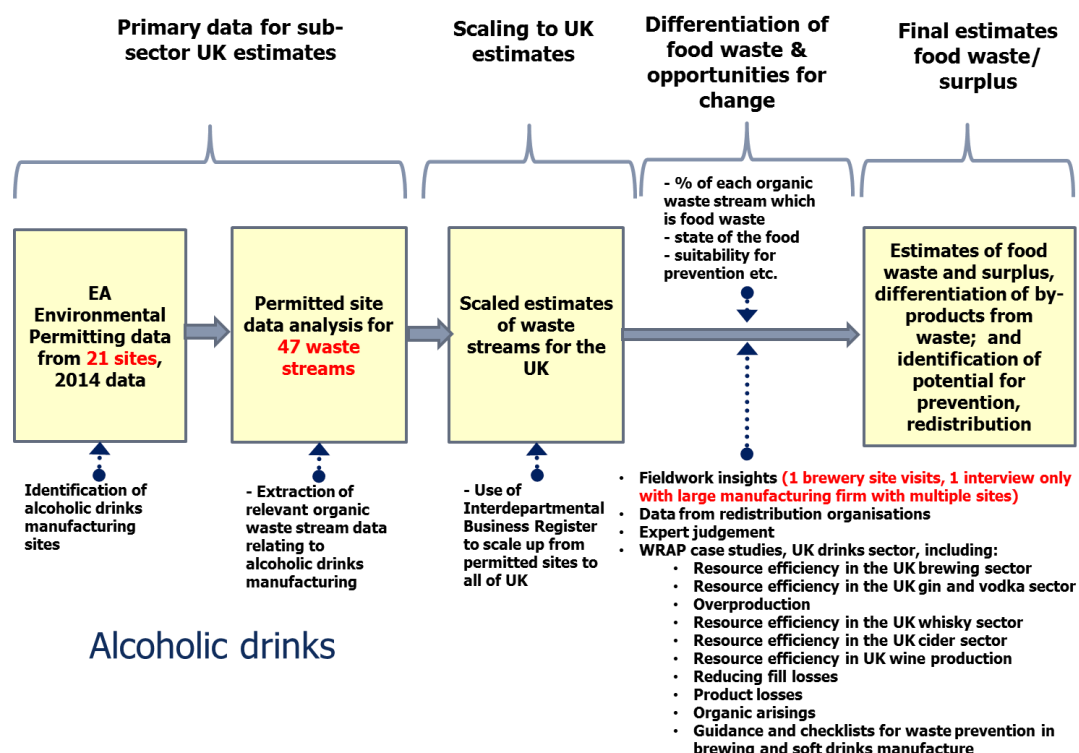 Primary data for sub-
sector UK estimates
Scaling to UK
estimates
Differentiation of
food waste &
opportunities for
change
Final estimates
food waste/
surplus
- % of each organic
waste stream which
is food waste
- state of the food
- suitability for
prevention etc.
EA
Environmental
Permitting data
from 21 sites,
2014 data
Permitted site
data analysis for
47 waste
streams
Scaled estimates
of waste
streams for the
UK
Estimates of food
waste and surplus,
differentiation of by-
products from
waste; and
identification of
potential for
prevention,
redistribution
Identification of
alcoholic drinks
manufacturing
sites
- Extraction of
relevant organic
waste stream data
relating to
alcoholic drinks
manufacturing
- Use of
Interdepartmental
Business Register
to scale up from
permitted sites to
all of UK
• Fieldwork insights (1 brewery site visits, 1 interview only
with large manufacturing firm with multiple sites)
• Data from redistribution organisations
• Expert judgement
• WRAP case studies, UK drinks sector, including:
• Resource efficiency in the UK brewing sector
• Resource efficiency in the UK gin and vodka sector
• Overproduction
• Resource efficiency in the UK whisky sector
• Resource efficiency in the UK cider sector
• Resource efficiency in UK wine production
• Reducing fill losses
• Product losses
• Organic arisings
• Guidance and checklists for waste prevention in
brewing and soft drinks manufacture
Alcoholic drinks